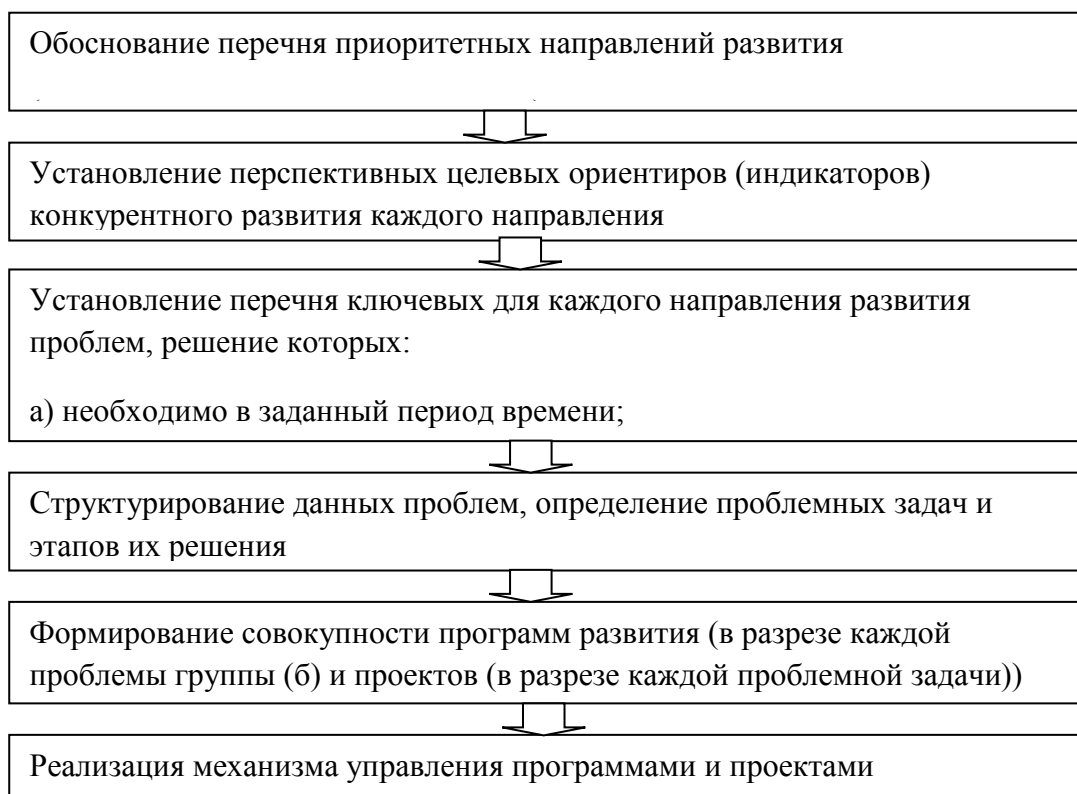 Обоснование перечня приоритетных направлений развития
Установление перспективных целевых ориентиров (индикаторов)
конкурентного развития каждого направления
Установление перечня ключевых для каждого направления развития
проблем, решение которых:
а) необходимо в заданный период времени;
Структурирование данных проблем, определение проблемных задач и
этапов их решения
Формирование совокупности программ развития (в разрезе каждой
проблемы группы (б) и проектов (в разрезе каждой проблемной задачи))
Реализация механизма управления программами и проектами